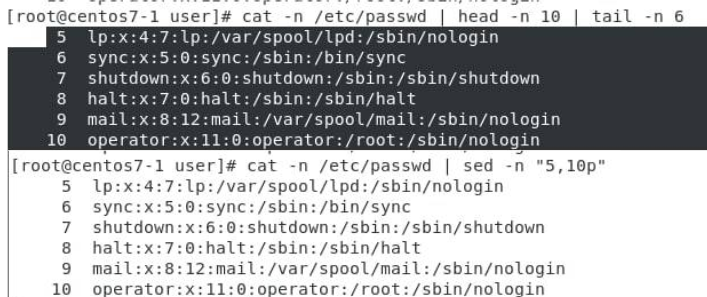 [root@centos7-1 user]# cat -n /etc/passwd | head -n 10 | tail -n 6
5 lp:x:4:7:lp:/var/spool/lpd:/sbin/nologin
6 sync:x:5:0:sync:/sbin:/bin/sync
7 shutdown:x:6:0:shutdown:/sbin:/sbin/shutdown
8 halt:x:7:0:halt:/sbin:/sbin/halt
9 mail:x:8:12:mail:/var/spool/mail:/sbin/nologin
10 operator:x:11:0:operator:/root:/sbin/nologin
[root@centos7-1 user]# cat -n /etc/passwd | sed -n "5,10p"
5 lp:x:4:7:lp:/var/spool/lpd:/sbin/nologin
6 sync:x:5:0:sync:/sbin:/bin/sync
7 shutdown:x:6:0:shutdown:/sbin:/sbin/shutdown
8 halt:x:7:0:halt:/sbin:/sbin/halt
9 mail:x:8:12:mail:/var/spool/mail:/sbin/nologin
10 operator:x:11:0:operator:/root:/sbin/nologin